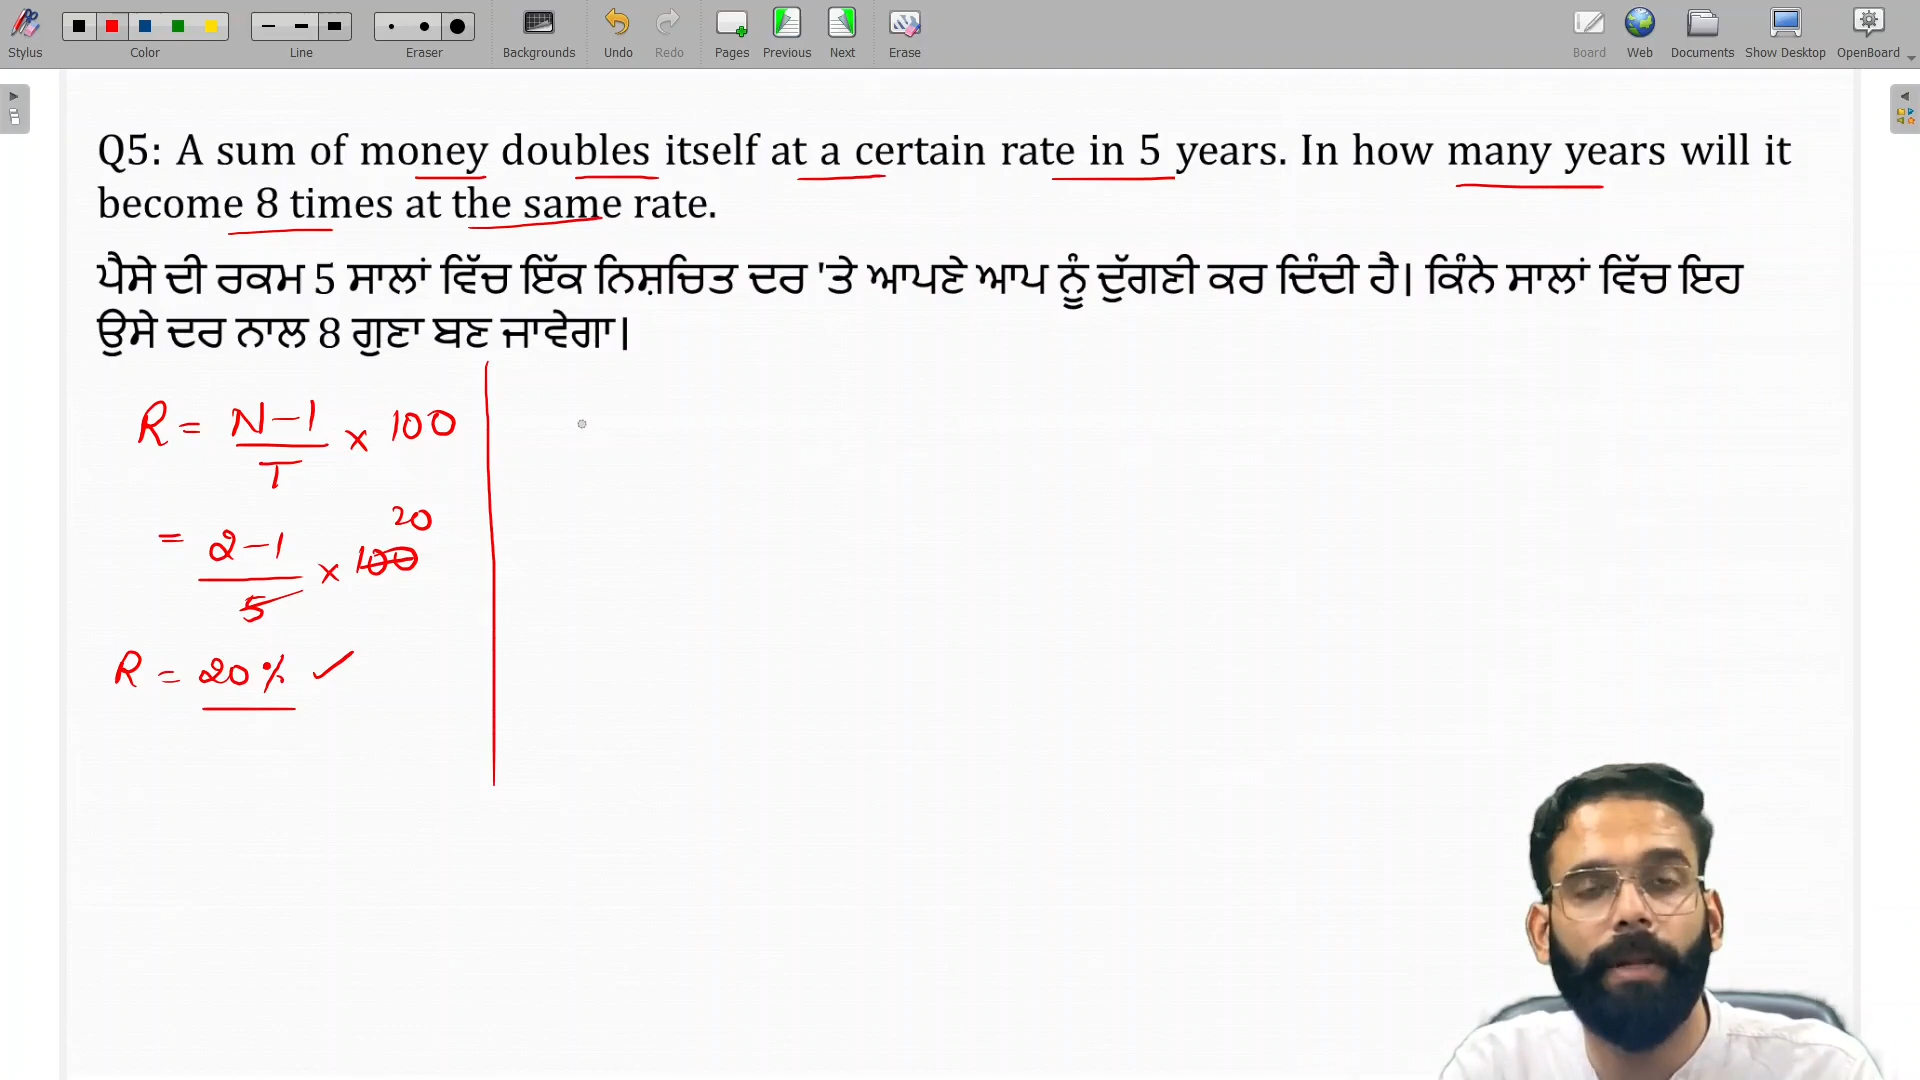 Stylus Color Line Eraser Backgrounds Undo Redo Pages Previous Next Erase Board Web Documents Show Desktop OpenBoard
Q5: A sum of money doubles itself at a certain rate in 5 years. In how many years will it
become 8 times at the same rate.
ਪੈਸੇ ਦੀ ਰਕਮ 5 ਸਾਲਾਂ ਵਿੱਚ ਇੱਕ ਨਿਸ਼ਚਿਤ ਦਰ 'ਤੇ ਆਪਣੇ ਆਪ ਨੂੰ ਦੁੱਗਣੀ ਕਰ ਦਿੰਦੀ ਹੈ। ਕਿੰਨੇ ਸਾਲਾਂ ਵਿੱਚ ਇਹ
ਉਸੇ ਦਰ ਨਾਲ 8 ਗੁਣਾ ਬਣ ਜਾਵੇਗਾ।
R = N-1 × 100
T
20
= 2-1 × 100
5
R = 20% ✓